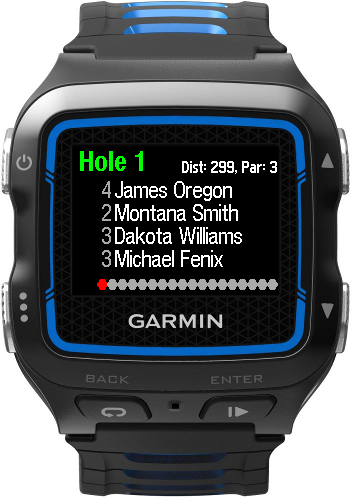 Hole 1 Dist: 299, Par: 3
4 James Oregon
2 Montana Smith
3 Dakota Williams
3 Michael Fenix
GARMIN
BACK ENTER